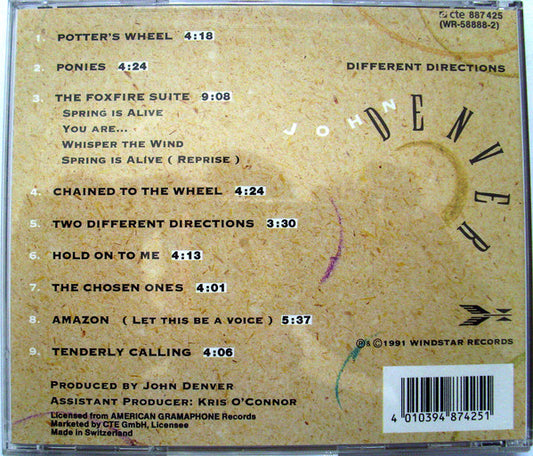 cte 887425
(WR-58888-2)
DIFFERENT DIRECTIONS
JOHN
DENVER
1. POTTER'S WHEEL 4:18
2. PONIES 4:24
3. THE FOXFIRE SUITE 9:08
SPRING IS ALIVE
YOU ARE...
WHISPER THE WIND
SPRING IS ALIVE ( REPRISE )
4. CHAINED TO THE WHEEL 4:24
5. TWO DIFFERENT DIRECTIONS 3:30
6. HOLD ON TO ME 4:13
7. THE CHOSEN ONES 4:01
8. AMAZON ( LET THIS BE A VOICE ) 5:37
9. TENDERLY CALLING 4:06
℗&©1991 WINDSTAR RECORDS
PRODUCED BY JOHN DENVER
ASSISTANT PRODUCER: KRIS O'CONNOR
Licensed from AMERICAN GRAMAPHONE Records
Marketed by CTE GmbH, Licensee
Made in Switzerland
4 010394 874251